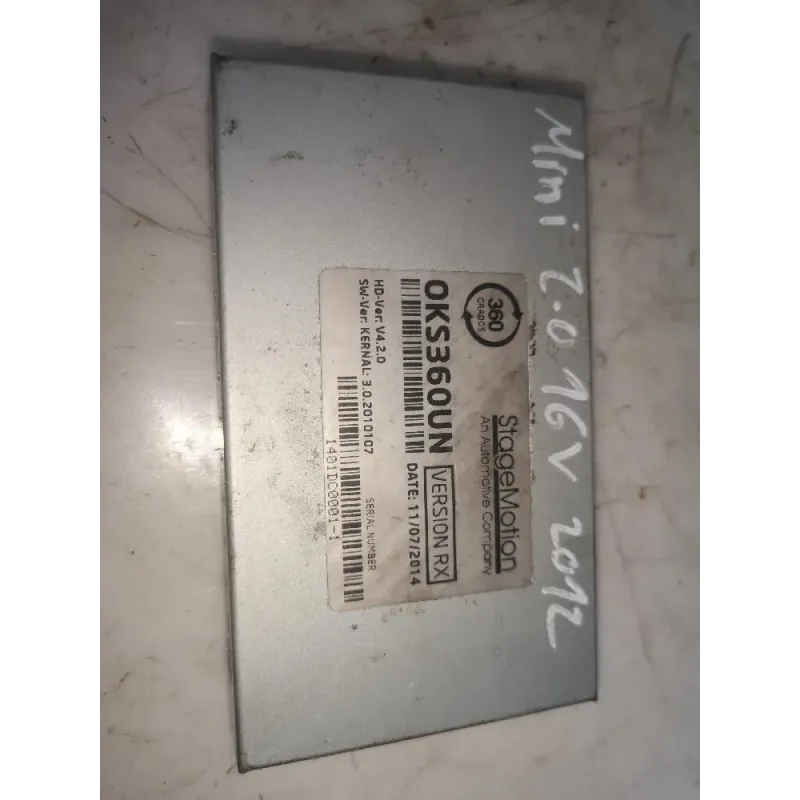 Mini 2.0 16V 2012
360
GRADOS
StageMotion
An Automotive Company
OKS360UN
VERSION RX
DATE: 11/07/2014
HD-Ver: V4.2.0
SW-Ver: KERNAL: 3.0.2010107
SERIAL NUMBER
1401DC0001-1